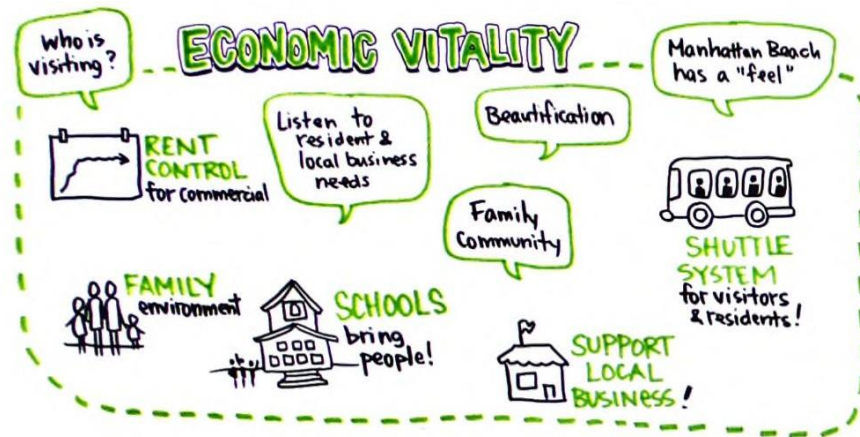 ECONOMIC VITALITY
who is
visiting?
Manhattan Beach
has a "feel"
RENT
CONTROL
for commercial
Listen to
resident &
local business
needs
Beautification
Family
Community
SHUTTLE
SYSTEM
for visitors
& residents!
FAMILY
environment
SCHOOLS
bring
people!
SUPPORT
LOCAL
BUSINESS!